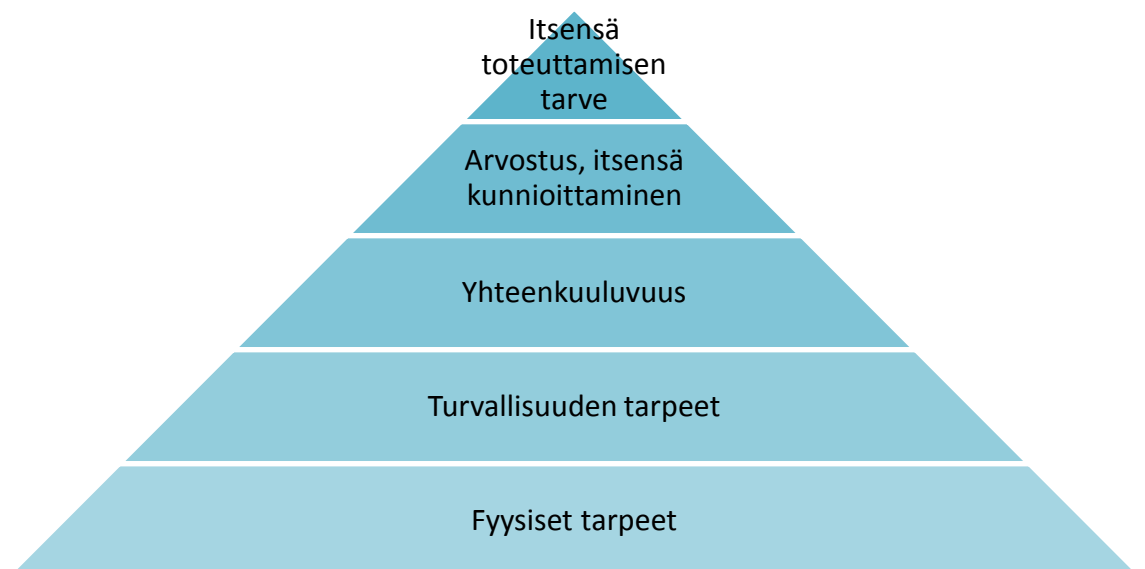 Itsensä
toteuttamisen
tarve
Arvostus, itsensä
kunnioittaminen
Yhteenkuuluvuus
Turvallisuuden tarpeet
Fyysiset tarpeet